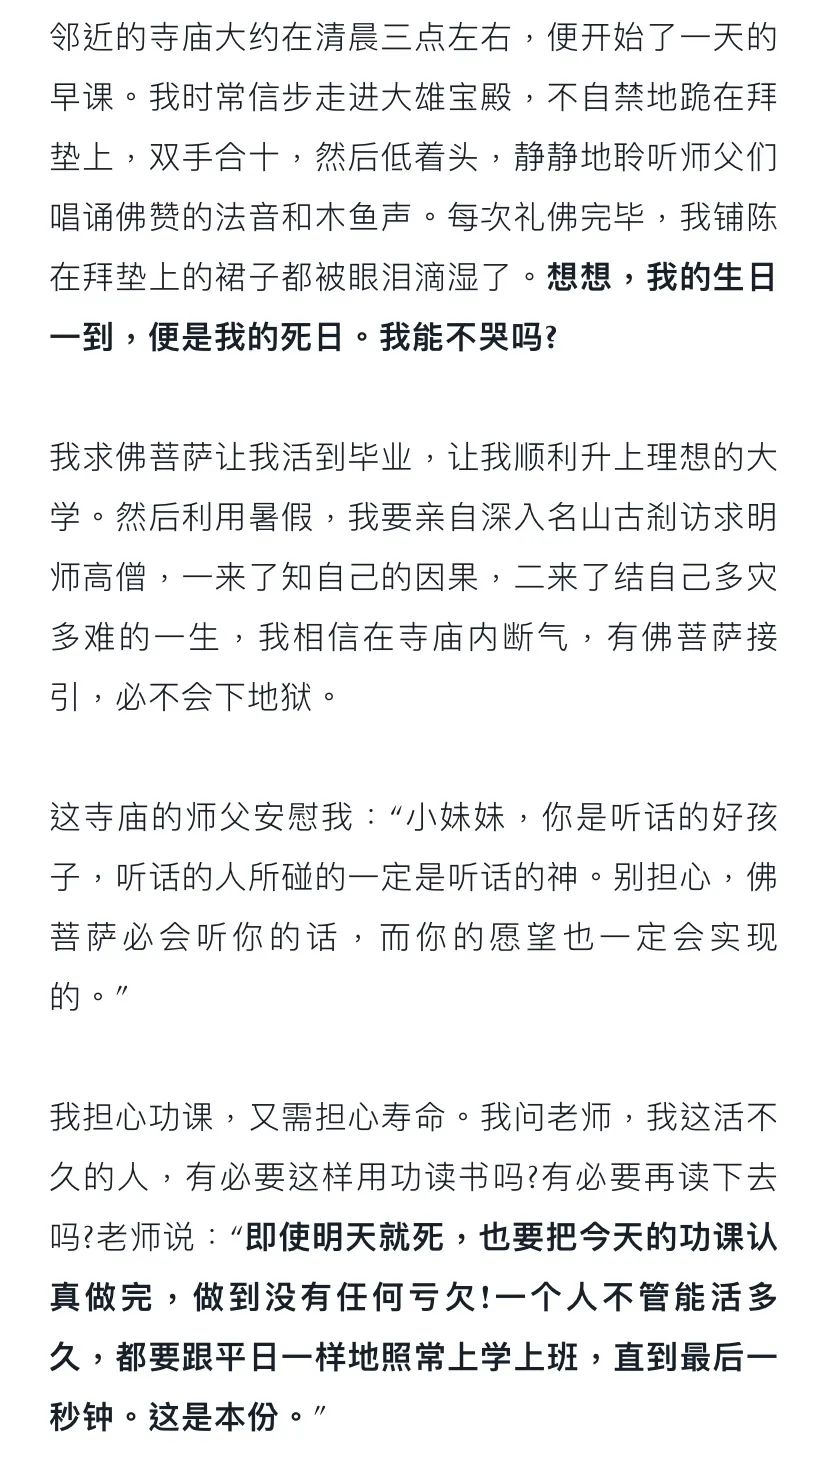 邻近的寺庙大约在清晨三点左右，便开始了一天的
早课。我时常信步走进大雄宝殿，不自禁地跪在拜
垫上，双手合十，然后低着头，静静地聆听师父们
唱诵佛赞的法音和木鱼声。每次礼佛完毕，我铺陈
在拜垫上的裙子都被眼泪滴湿了。想想，我的生日
一到，便是我的死日。我能不哭吗?
我求佛菩萨让我活到毕业，让我顺利升上理想的大
学。然后利用暑假，我要亲自深入名山古刹访求明
师高僧，一来了知自己的因果，二来了结自己多灾
多难的一生，我相信在寺庙内断气，有佛菩萨接
引，必不会下地狱。
这寺庙的师父安慰我：“小妹妹，你是听话的好孩
子，听话的人所碰的一定是听话的神。别担心，佛
菩萨必会听你的话，而你的愿望也一定会实现
的。”
我担心功课，又需担心寿命。我问老师，我这活不
久的人，有必要这样用功读书吗?有必要再读下去
吗?老师说：“即使明天就死，也要把今天的功课认
真做完，做到没有任何亏欠!一个人不管能活多
久，都要跟平日一样地照常上学上班，直到最后一
秒钟。这是本份。”